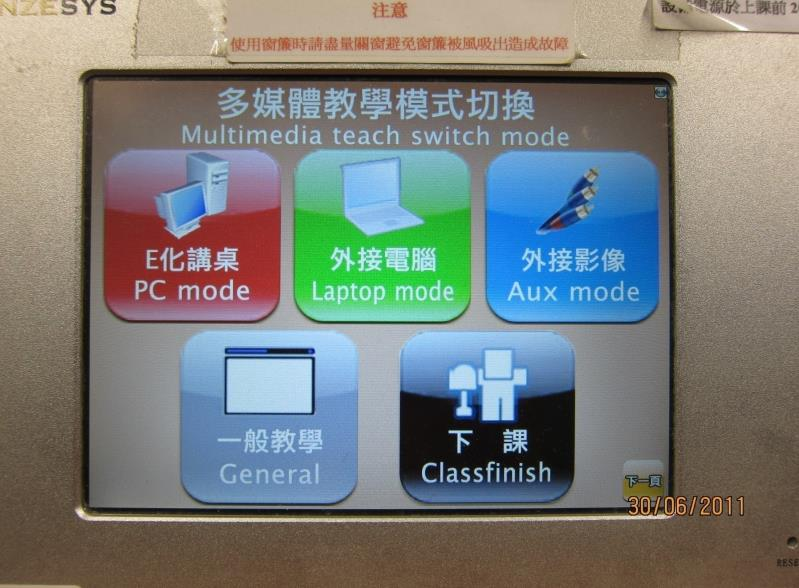 NZESYS
注意
使用窗簾時請盡量關窗避免窗簾被風吸出造成故障
設備電源於上課前 2
多媒體教學模式切換
Multimedia teach switch mode
E化講桌
PC mode
外接電腦
Laptop mode
外接影像
Aux mode
一般教學
General
下 課
Classfinish
下一頁
30/06/2011
RESE